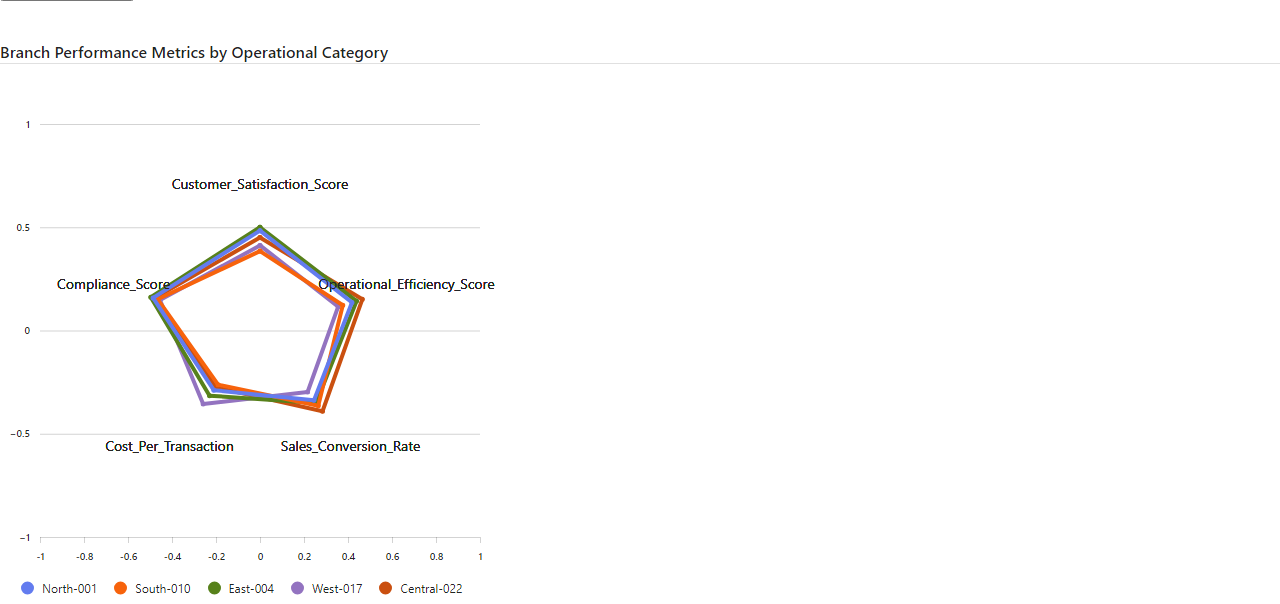 Branch Performance Metrics by Operational Category
1
Customer_Satisfaction_Score
0.5
Compliance_Score Operational_Efficiency_Score
0
−0.5
Cost_Per_Transaction Sales_Conversion_Rate
−1
-1 -0.8 -0.6 -0.4 -0.2 0 0.2 0.4 0.6 0.8 1
North-001 South-010 East-004 West-017 Central-022